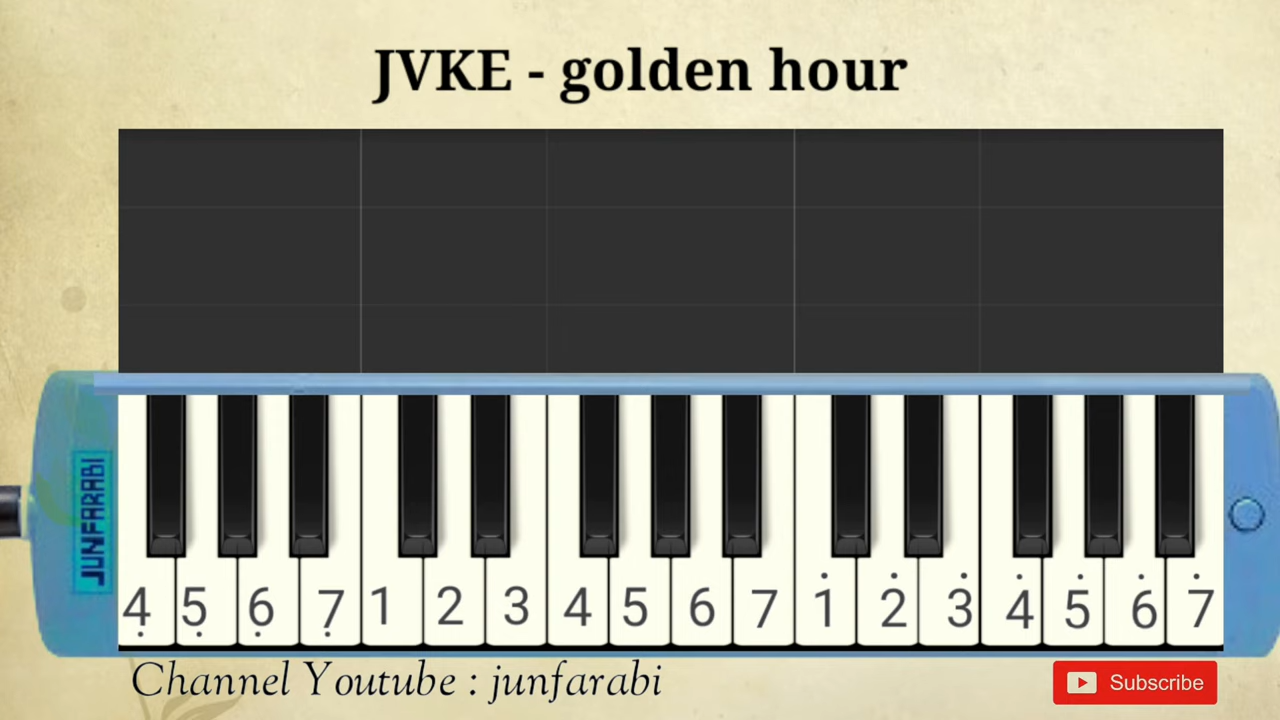 JVKE - golden hour
JUNFARABI
4̣ 5̣ 6̣ 7̣ 1 2 3 4 5 6 7 1̇ 2̇ 3̇ 4̇ 5̇ 6̇ 7̇
Channel Youtube : junfarabi
Subscribe